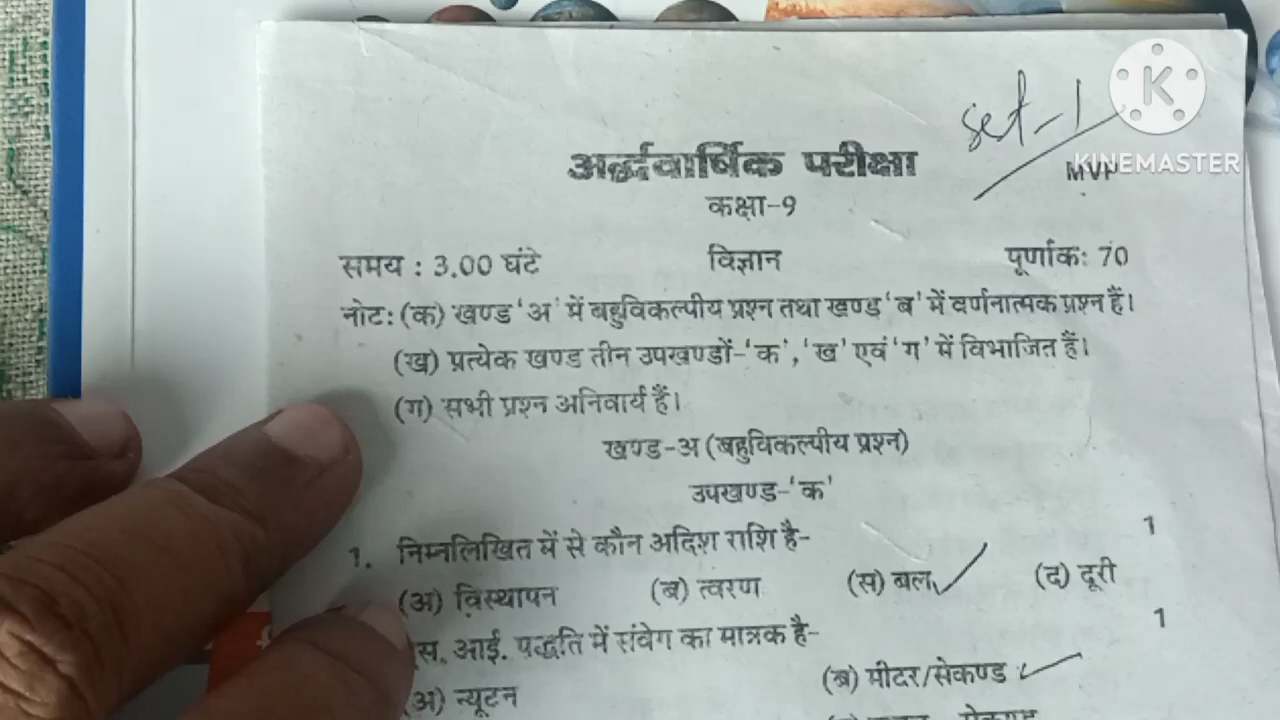 Set-1
KINEMASTER
अर्द्धवार्षिक परीक्षा
कक्षा-9
समय : 3.00 घंटे विज्ञान पूर्णांक: 70
नोट: (क) खण्ड 'अ' में बहुविकल्पीय प्रश्न तथा खण्ड 'ब' में वर्णनात्मक प्रश्न हैं।
(ख) प्रत्येक खण्ड तीन उपखण्डों-'क', 'ख' एवं 'ग' में विभाजित हैं।
(ग) सभी प्रश्न अनिवार्य हैं।
खण्ड-अ (बहुविकल्पीय प्रश्न)
उपखण्ड-'क'
1. निम्नलिखित में से कौन अदिश राशि है- 1
(अ) विस्थापन (ब) त्वरण (स) बल (द) दूरी
स. आई. पद्धति में संवेग का मात्रक है- 1
(अ) न्यूटन (ब) मीटर/सेकण्ड